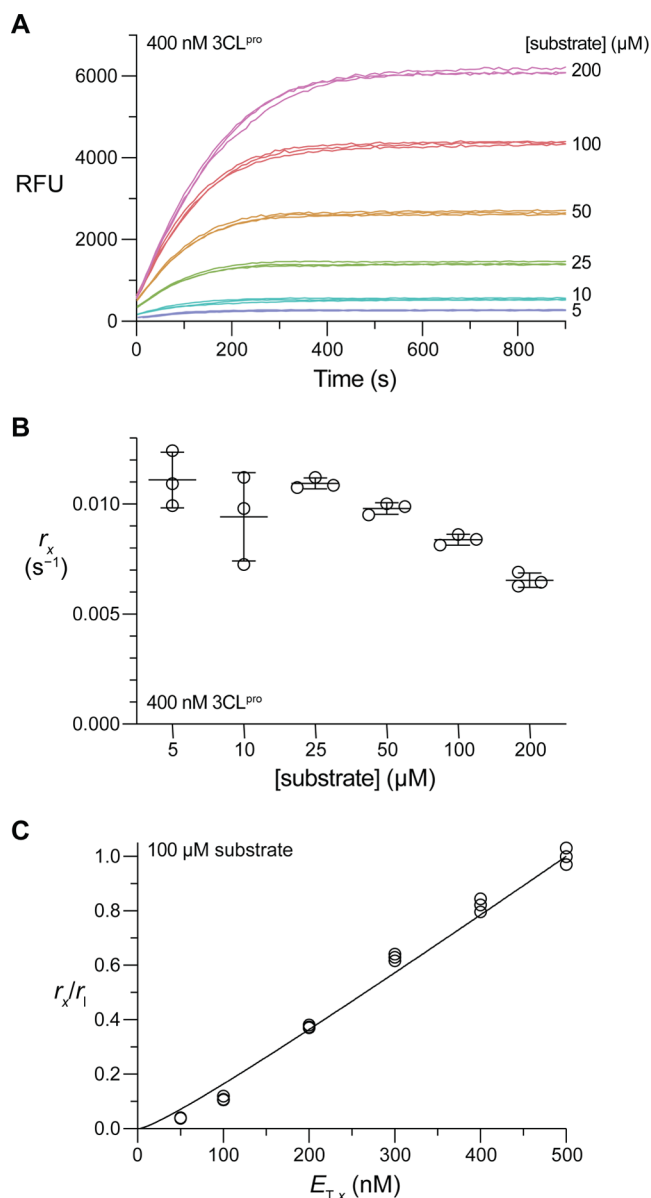 A
400 nM 3CLᵖʳᵒ
[substrate] (µM)
6000
4000
2000
0
RFU
200
100
50
25
10
5
0
200
400
600
800
Time (s)
B
0.010
0.005
0.000
rₓ
(s⁻¹)
400 nM 3CLᵖʳᵒ
5
10
25
50
100
200
[substrate] (µM)
C
100 µM substrate
1.0
0.8
0.6
0.4
0.2
0.0
rₓ/rₗ
0
100
200
300
400
500
E_T,x (nM)